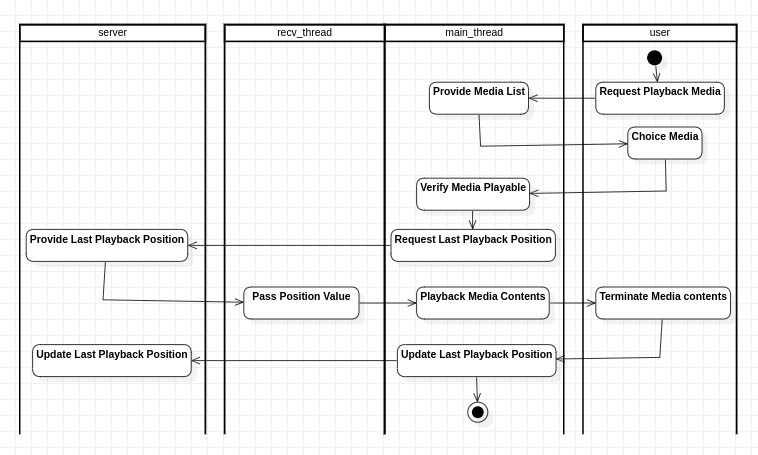 server
recv_thread
main_thread
user
Provide Media List
Request Playback Media
Choice Media
Verify Media Playable
Provide Last Playback Position
Request Last Playback Position
Pass Position Value
Playback Media Contents
Terminate Media contents
Update Last Playback Position
Update Last Playback Position